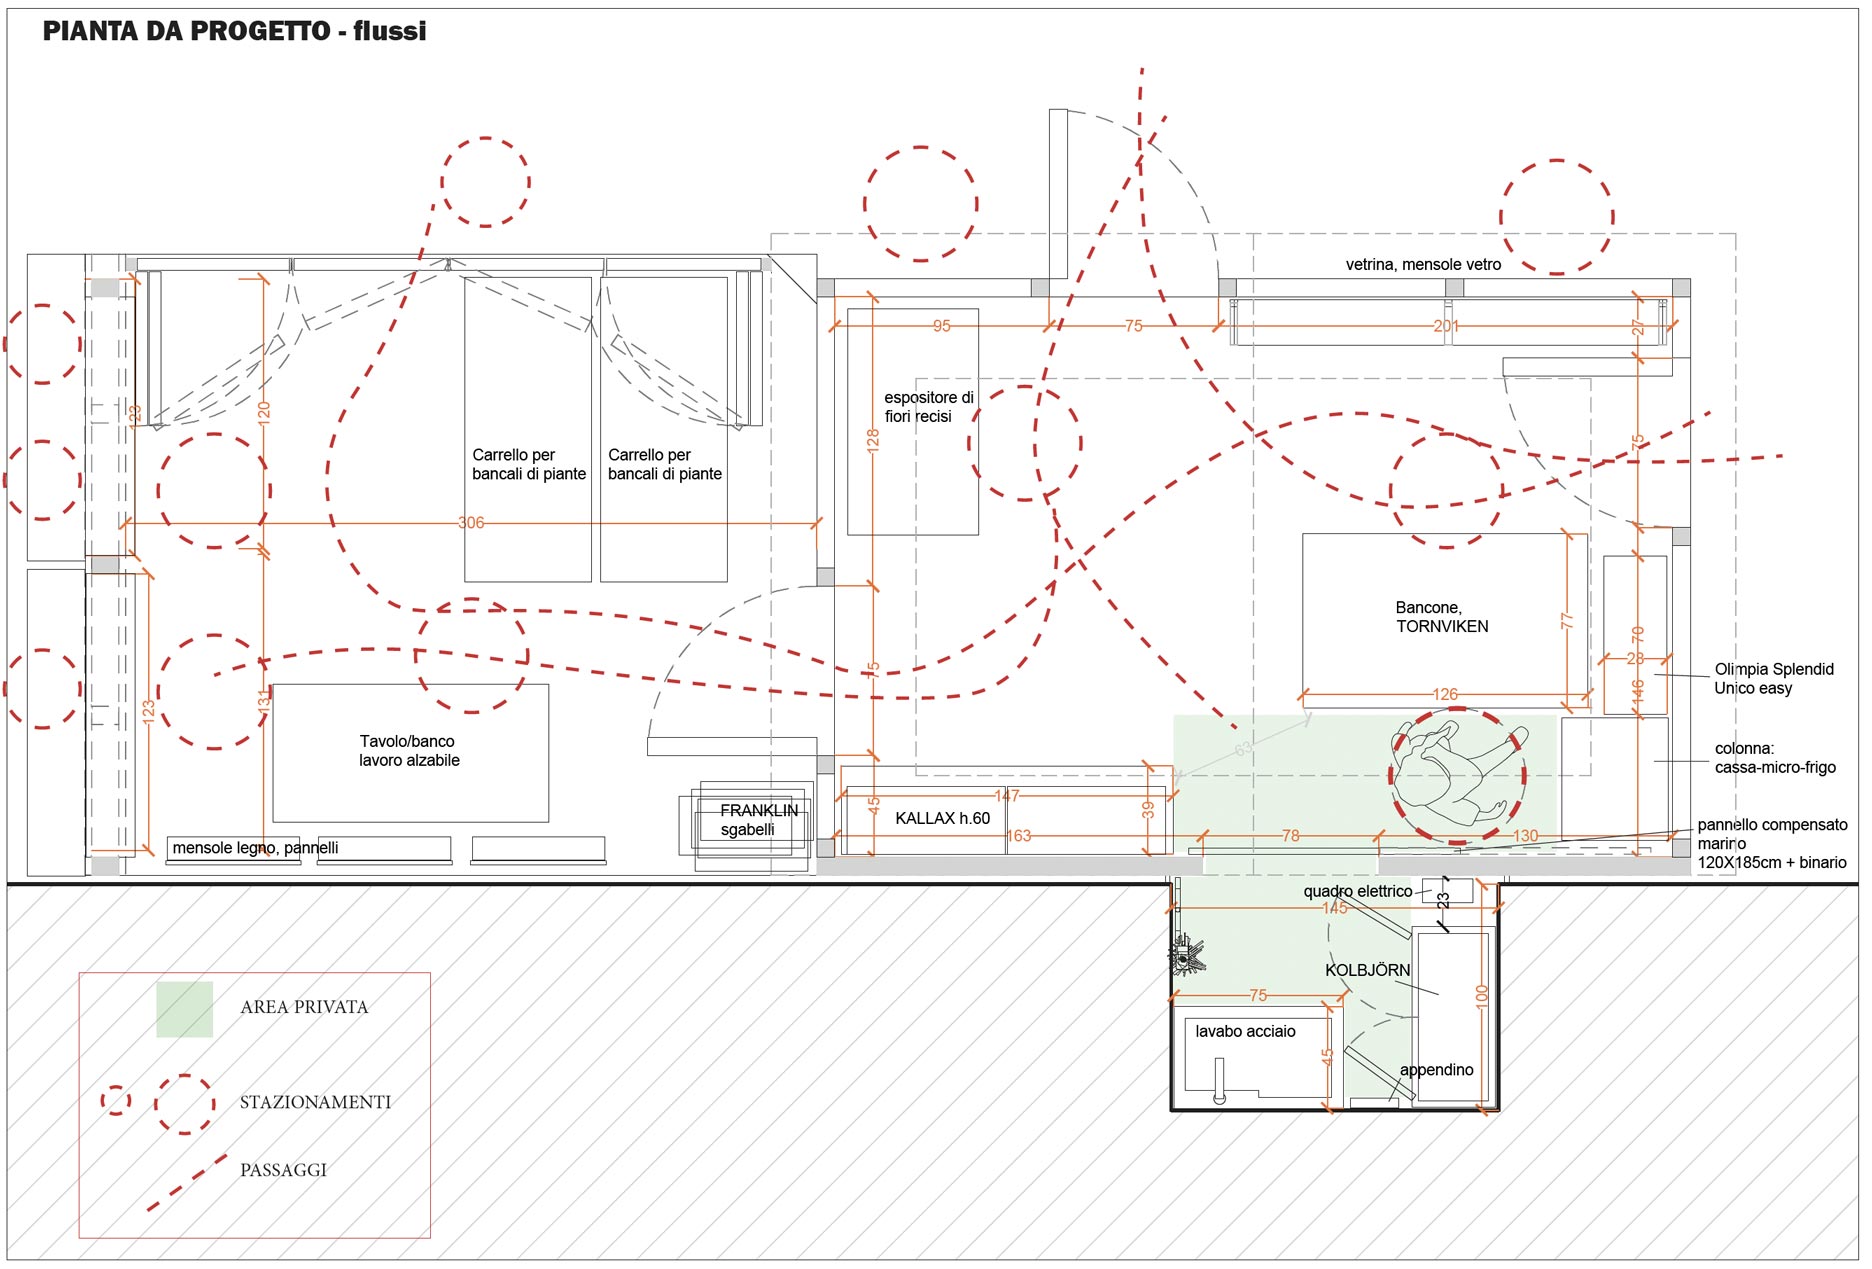 PIANTA DA PROGETTO - flussi
vetrina, mensole vetro
95
75
201
27
23
120
128
75
espositore di
fiori recisi
Carrello per
bancali di piante
Carrello per
bancali di piante
306
Bancone,
TORNVIKEN
77
70
28
146
126
Olimpia Splendid
Unico easy
123
131
75
Tavolo/banco
lavoro alzabile
63
colonna:
cassa-micro-frigo
FRANKLIN
sgabelli
45
147
39
KALLAX h.60
163
78
130
mensole legno, pannelli
pannello compensato
marino
120X185cm + binario
quadro elettrico
23
145
KOLBJÖRN
75
100
lavabo acciaio
45
appendino
AREA PRIVATA
STAZIONAMENTI
PASSAGGI